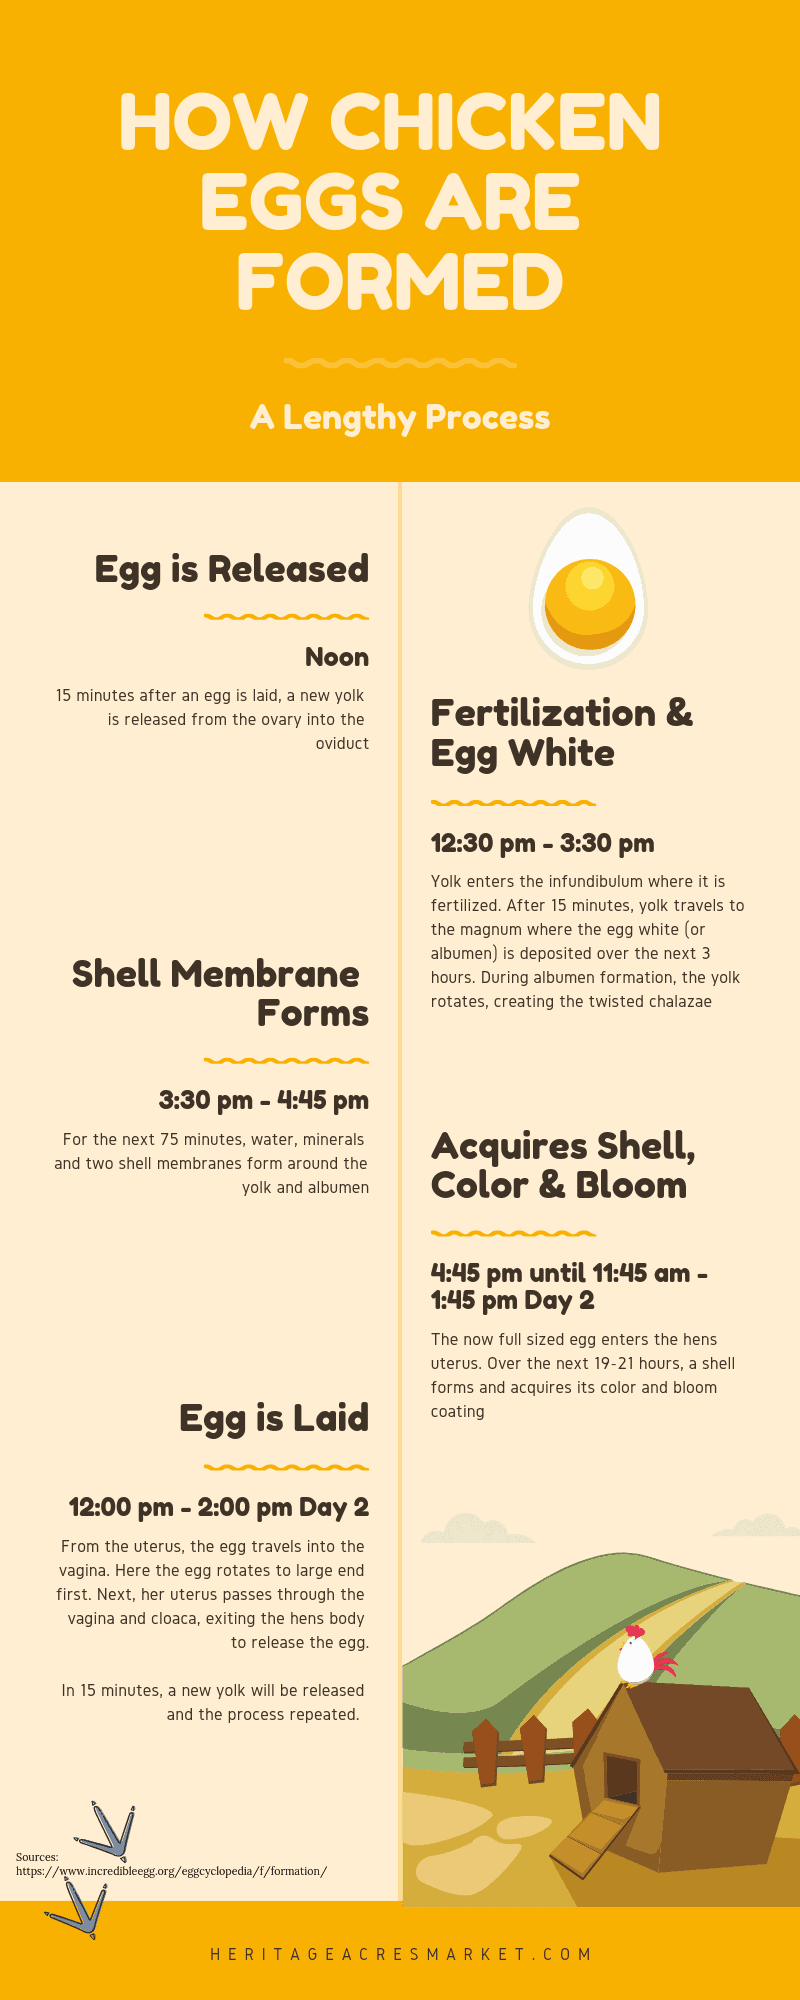 HOW CHICKEN
EGGS ARE
FORMED
A Lengthy Process
Egg is Released
Noon
15 minutes after an egg is laid, a new yolk
is released from the ovary into the
oviduct
Fertilization &
Egg White
12:30 pm - 3:30 pm
Yolk enters the infundibulum where it is
fertilized. After 15 minutes, yolk travels to
the magnum where the egg white (or
albumen) is deposited over the next 3
hours. During albumen formation, the yolk
rotates, creating the twisted chalazae
Shell Membrane
Forms
3:30 pm - 4:45 pm
For the next 75 minutes, water, minerals
and two shell membranes form around the
yolk and albumen
Acquires Shell,
Color & Bloom
4:45 pm until 11:45 am -
1:45 pm Day 2
The now full sized egg enters the hens
uterus. Over the next 19-21 hours, a shell
forms and acquires its color and bloom
coating
Egg is Laid
12:00 pm - 2:00 pm Day 2
From the uterus, the egg travels into the
vagina. Here the egg rotates to large end
first. Next, her uterus passes through the
vagina and cloaca, exiting the hens body
to release the egg.
In 15 minutes, a new yolk will be released
and the process repeated.
Sources:
https://www.incredibleegg.org/eggcyclopedia/f/formation/
HERITAGEACRESMARKET.COM